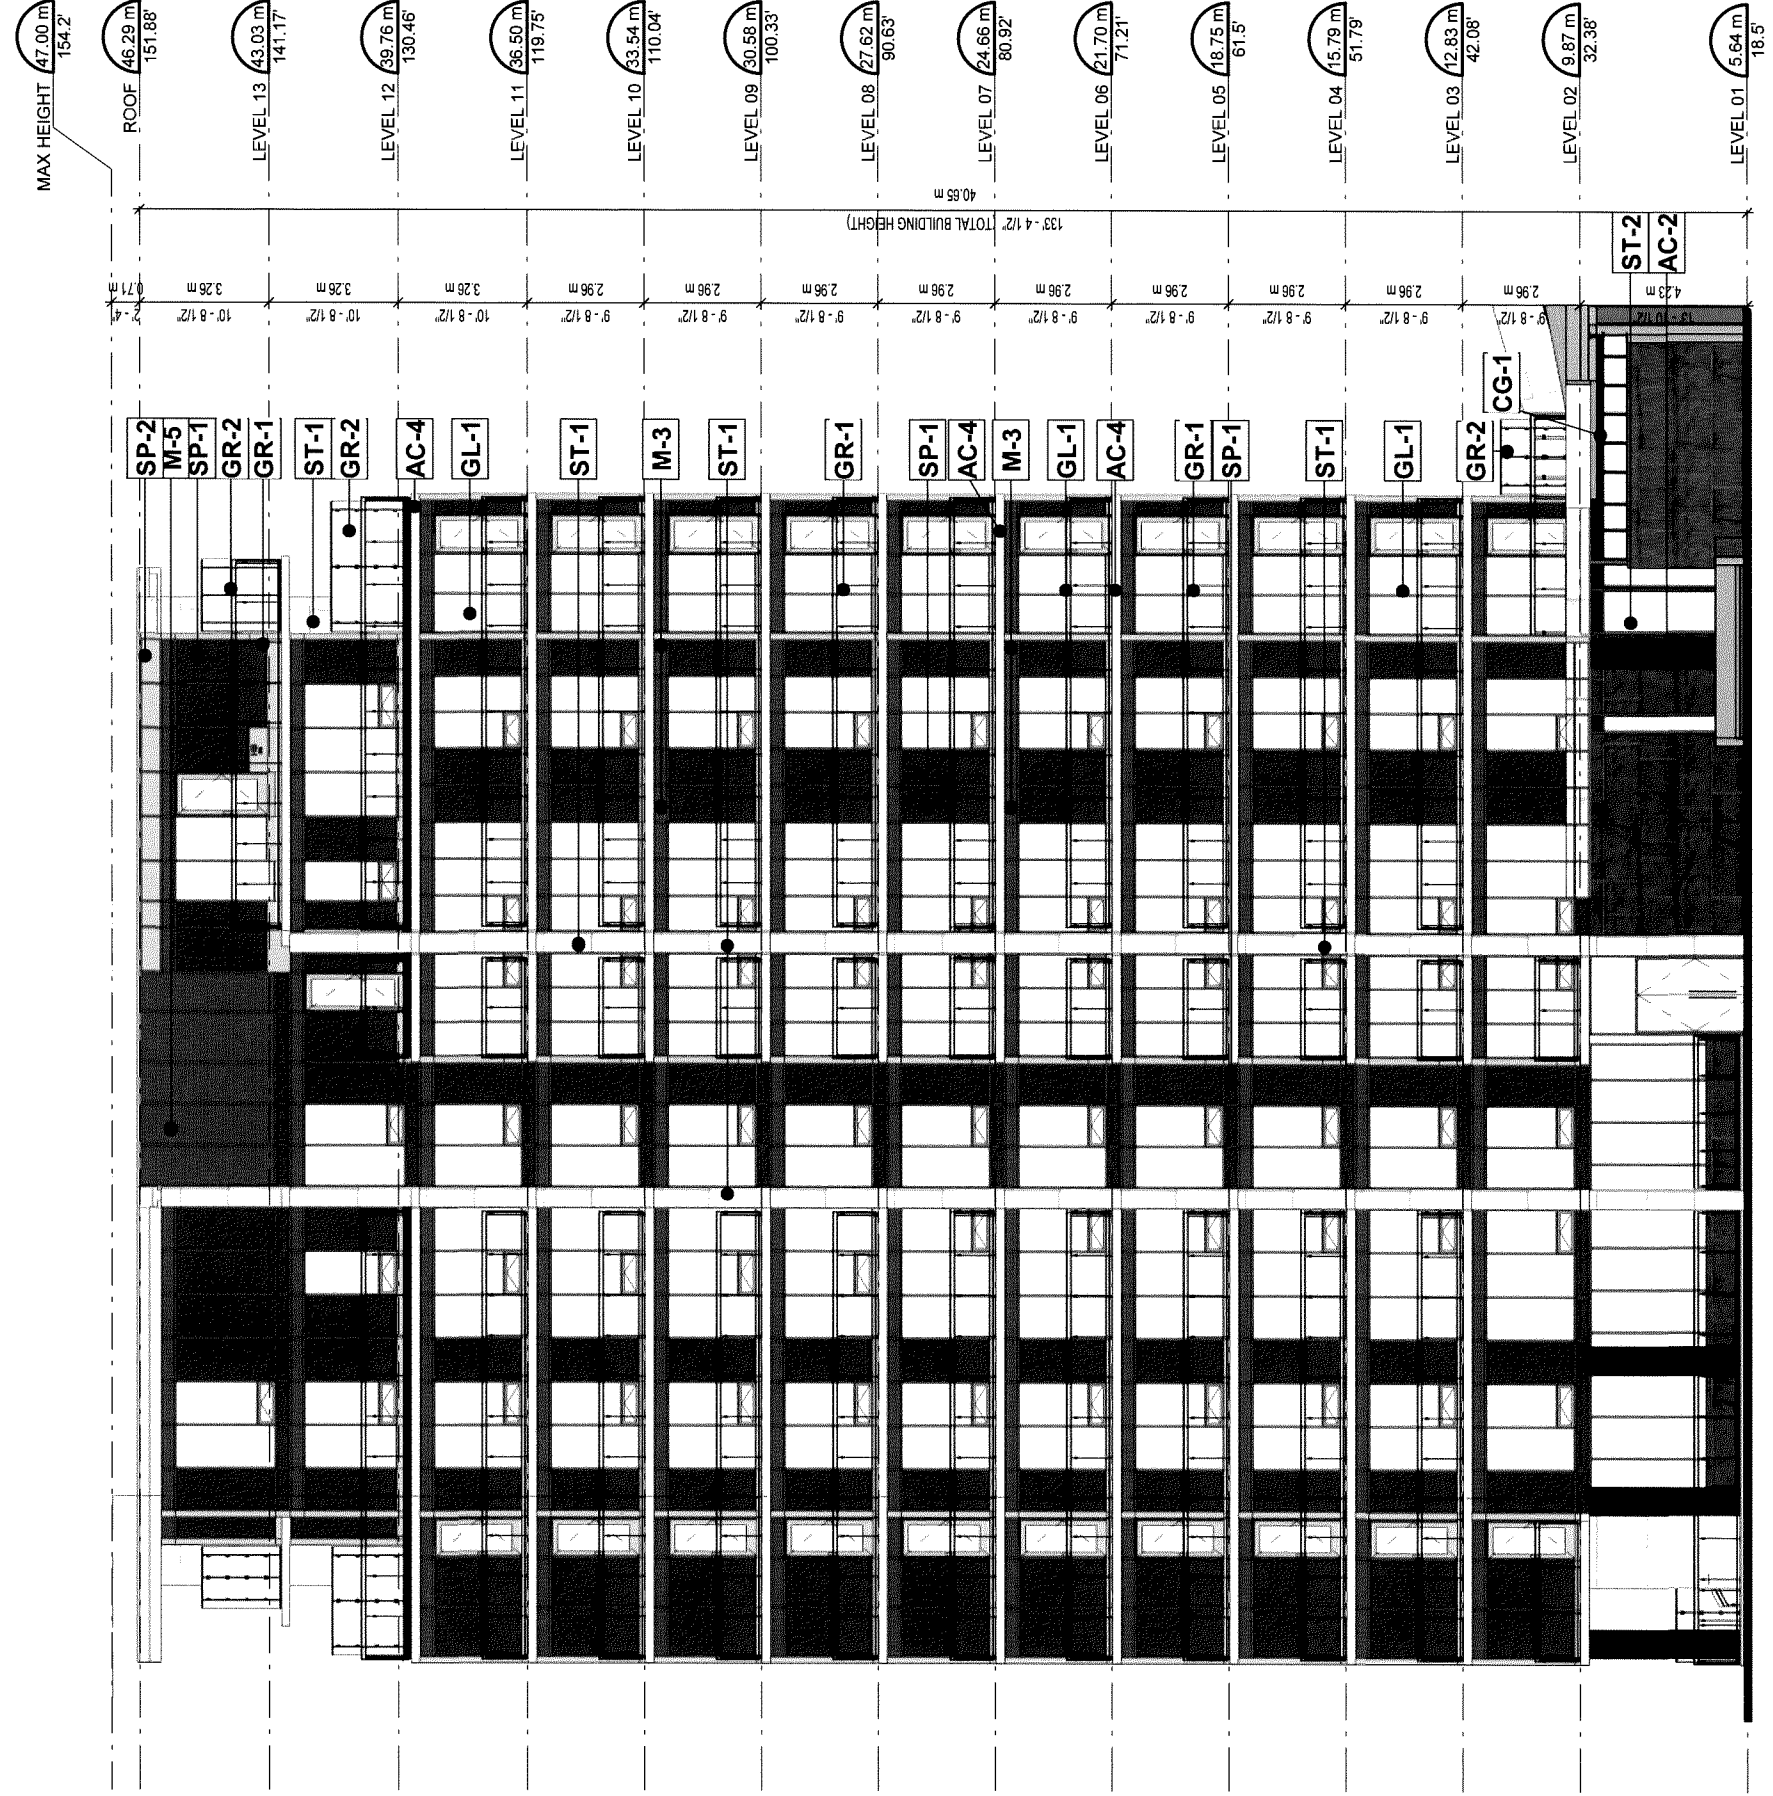 47.00 m
154.2'
MAX HEIGHT
46.29 m
151.88'
ROOF
43.03 m
141.17'
LEVEL 13
39.76 m
130.46'
LEVEL 12
36.50 m
119.75'
LEVEL 11
33.54 m
110.04'
LEVEL 10
30.58 m
100.33'
LEVEL 09
27.62 m
90.63'
LEVEL 08
24.66 m
80.92'
LEVEL 07
21.70 m
71.21'
LEVEL 06
18.75 m
61.5'
LEVEL 05
15.79 m
51.79'
LEVEL 04
12.83 m
42.08'
LEVEL 03
9.87 m
32.38'
LEVEL 02
5.64 m
18.5'
LEVEL 01
40.65 m
133' - 4 1/2" (TOTAL BUILDING HEIGHT)
0.71 m
2' - 4"
3.26 m
10' - 8 1/2"
3.26 m
10' - 8 1/2"
3.26 m
10' - 8 1/2"
2.96 m
9' - 8 1/2"
2.96 m
9' - 8 1/2"
2.96 m
9' - 8 1/2"
2.96 m
9' - 8 1/2"
2.96 m
9' - 8 1/2"
2.96 m
9' - 8 1/2"
2.96 m
9' - 8 1/2"
2.96 m
9' - 8 1/2"
2.96 m
9' - 8 1/2"
4.23 m
13' - 10 1/2"
SP-2
M-5
SP-1
GR-2
GR-1
ST-1
GR-2
AC-4
GL-1
ST-1
M-3
ST-1
GR-1
SP-1
AC-4
M-3
GL-1
AC-4
GR-1
SP-1
ST-1
GL-1
GR-2
CG-1
ST-2
AC-2